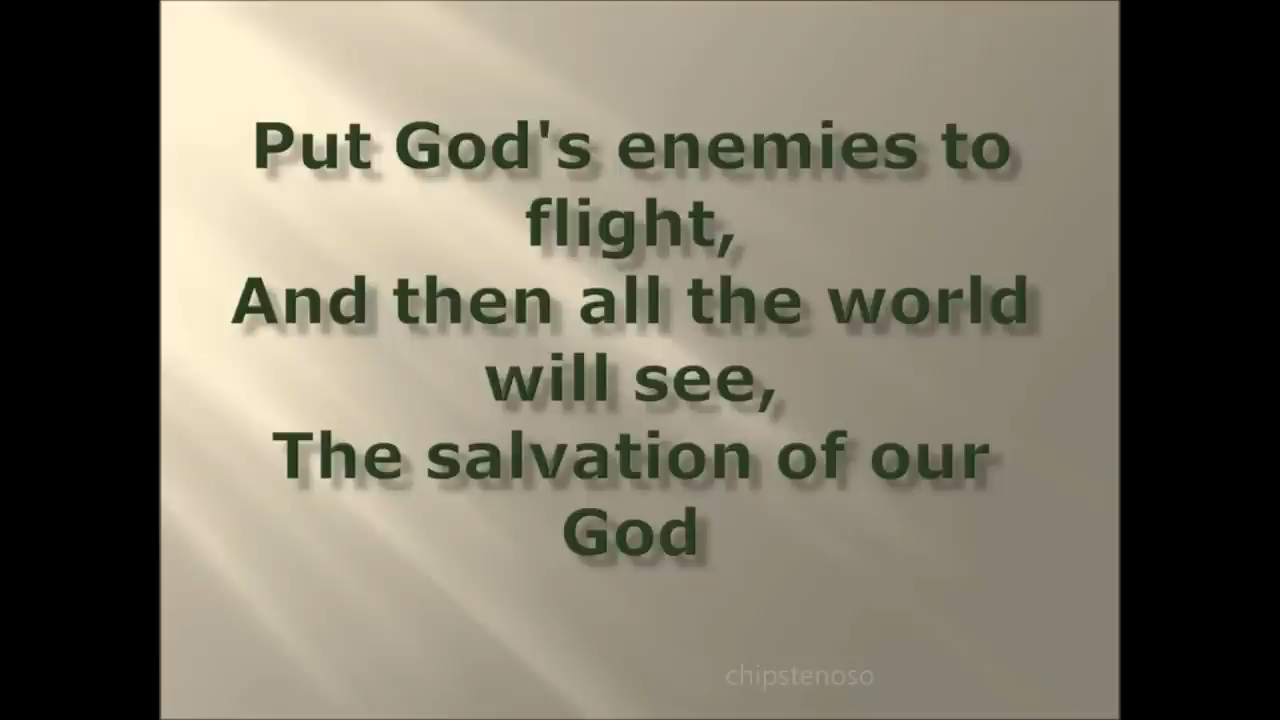 Put God's enemies to
flight,
And then all the world
will see,
The salvation of our
God
chipstenoso